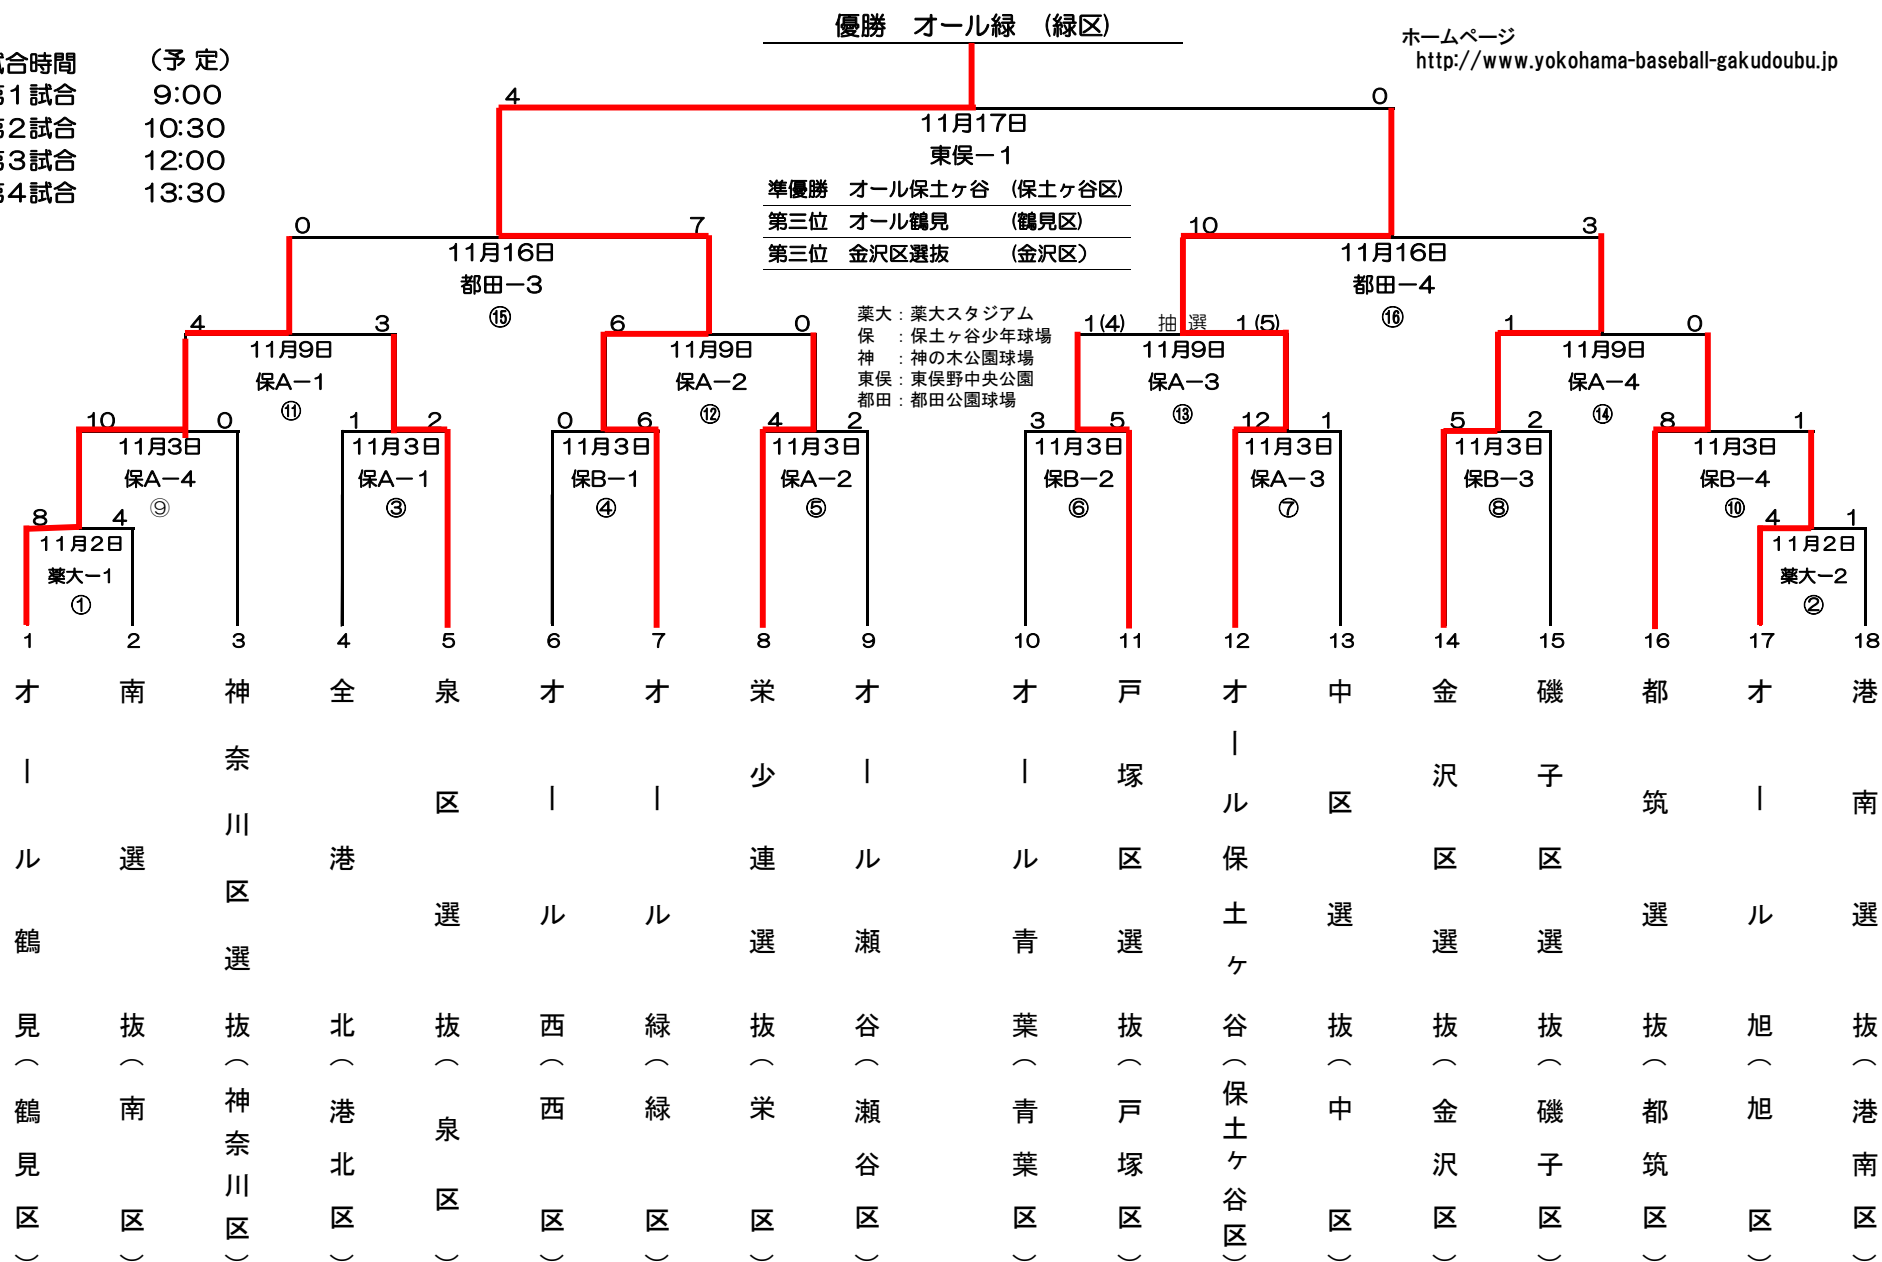 優勝　オール緑　(緑区)
ホームページ
http://www.yokohama-baseball-gakudoubu.jp
試合時間　（予 定）
第１試合　9:00
第２試合　10:30
第３試合　12:00
第４試合　13:30
4　0
11月17日
東俣－1
準優勝　オール保土ヶ谷　(保土ヶ谷区)
第三位　オール鶴見　(鶴見区)
第三位　金沢区選抜　(金沢区）
0　7
11月16日
都田－3
⑮
10　3
11月16日
都田－4
⑯
薬大：薬大スタジアム
保　：保土ヶ谷少年球場
神　：神の木公園球場
東俣：東俣野中央公園
都田：都田公園球場
4　3
11月9日
保A－1
⑪
6　0
11月9日
保A－2
⑫
1(4)　抽選　1(5)
11月9日
保A－3
⑬
1　0
11月9日
保A－4
⑭
10　0
11月3日
保A－4
⑨
1　2
11月3日
保A－1
③
0　6
11月3日
保B－1
④
4　2
11月3日
保A－2
⑤
3　5
11月3日
保B－2
⑥
12　1
11月3日
保A－3
⑦
5　2
11月3日
保B－3
⑧
8　1
11月3日
保B－4
⑩
8　4
11月2日
薬大－1
①
4　1
11月2日
薬大－2
②
1　2　3　4　5　6　7　8　9　10　11　12　13　14　15　16　17　18
オール鶴見（鶴見区）
南選抜（南区）
神奈川区選抜（神奈川区）
全港北（港北区）
泉区選抜（泉区）
オール西（西区）
オール緑（緑区）
栄少連選抜（栄区）
オール瀬谷（瀬谷区）
オール青葉（青葉区）
戸塚区選抜（戸塚区）
オール保土ヶ谷（保土ヶ谷区）
中区選抜（中区）
金沢区選抜（金沢区）
磯子区選抜（磯子区）
都筑選抜（都筑区）
オール旭（旭区）
港南選抜（港南区）